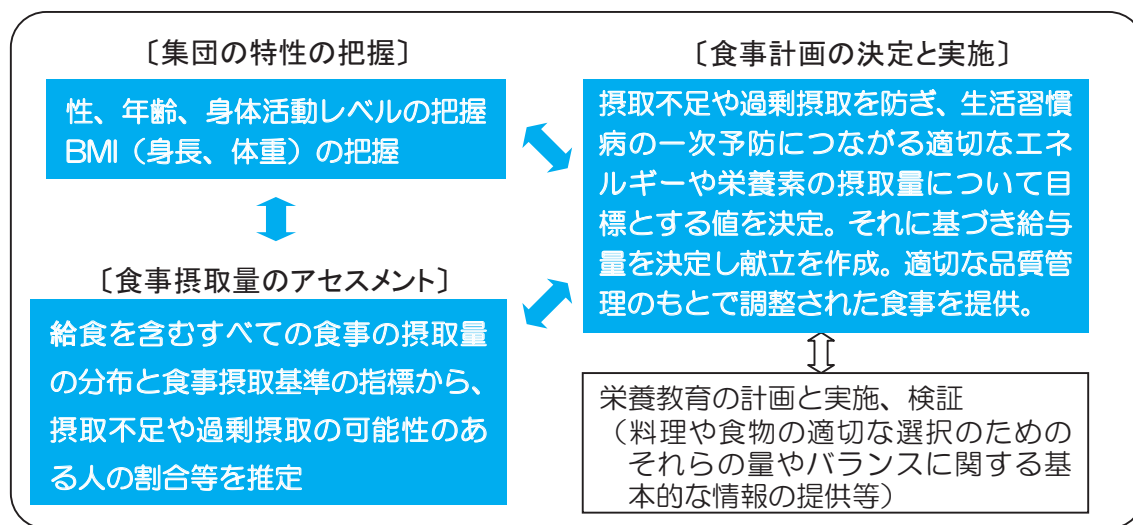 〔集団の特性の把握〕
性、年齢、身体活動レベルの把握
BMI（身長、体重）の把握
〔食事摂取量のアセスメント〕
給食を含むすべての食事の摂取量
の分布と食事摂取基準の指標から、
摂取不足や過剰摂取の可能性のあ
る人の割合等を推定
〔食事計画の決定と実施〕
摂取不足や過剰摂取を防ぎ、生活習慣
病の一次予防につながる適切なエネ
ルギーや栄養素の摂取量について目
標とする値を決定。それに基づき給与
量を決定し献立を作成。適切な品質管
理のもとで調整された食事を提供。
栄養教育の計画と実施、検証
（料理や食物の適切な選択のための
それらの量やバランスに関する基
本的な情報の提供等）